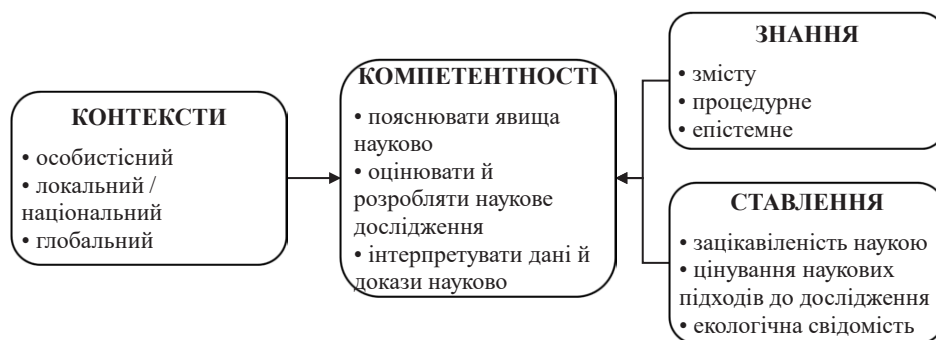 КОНТЕКСТИ
• особистісний
• локальний /
національний
• глобальний
КОМПЕТЕНТНОСТІ
• пояснювати явища
науково
• оцінювати й
розробляти наукове
дослідження
• інтерпретувати дані й
докази науково
ЗНАННЯ
• змісту
• процедурне
• епістемне
СТАВЛЕННЯ
• зацікавіленість наукою
• цінування наукових
підходів до дослідження
• екологічна свідомість